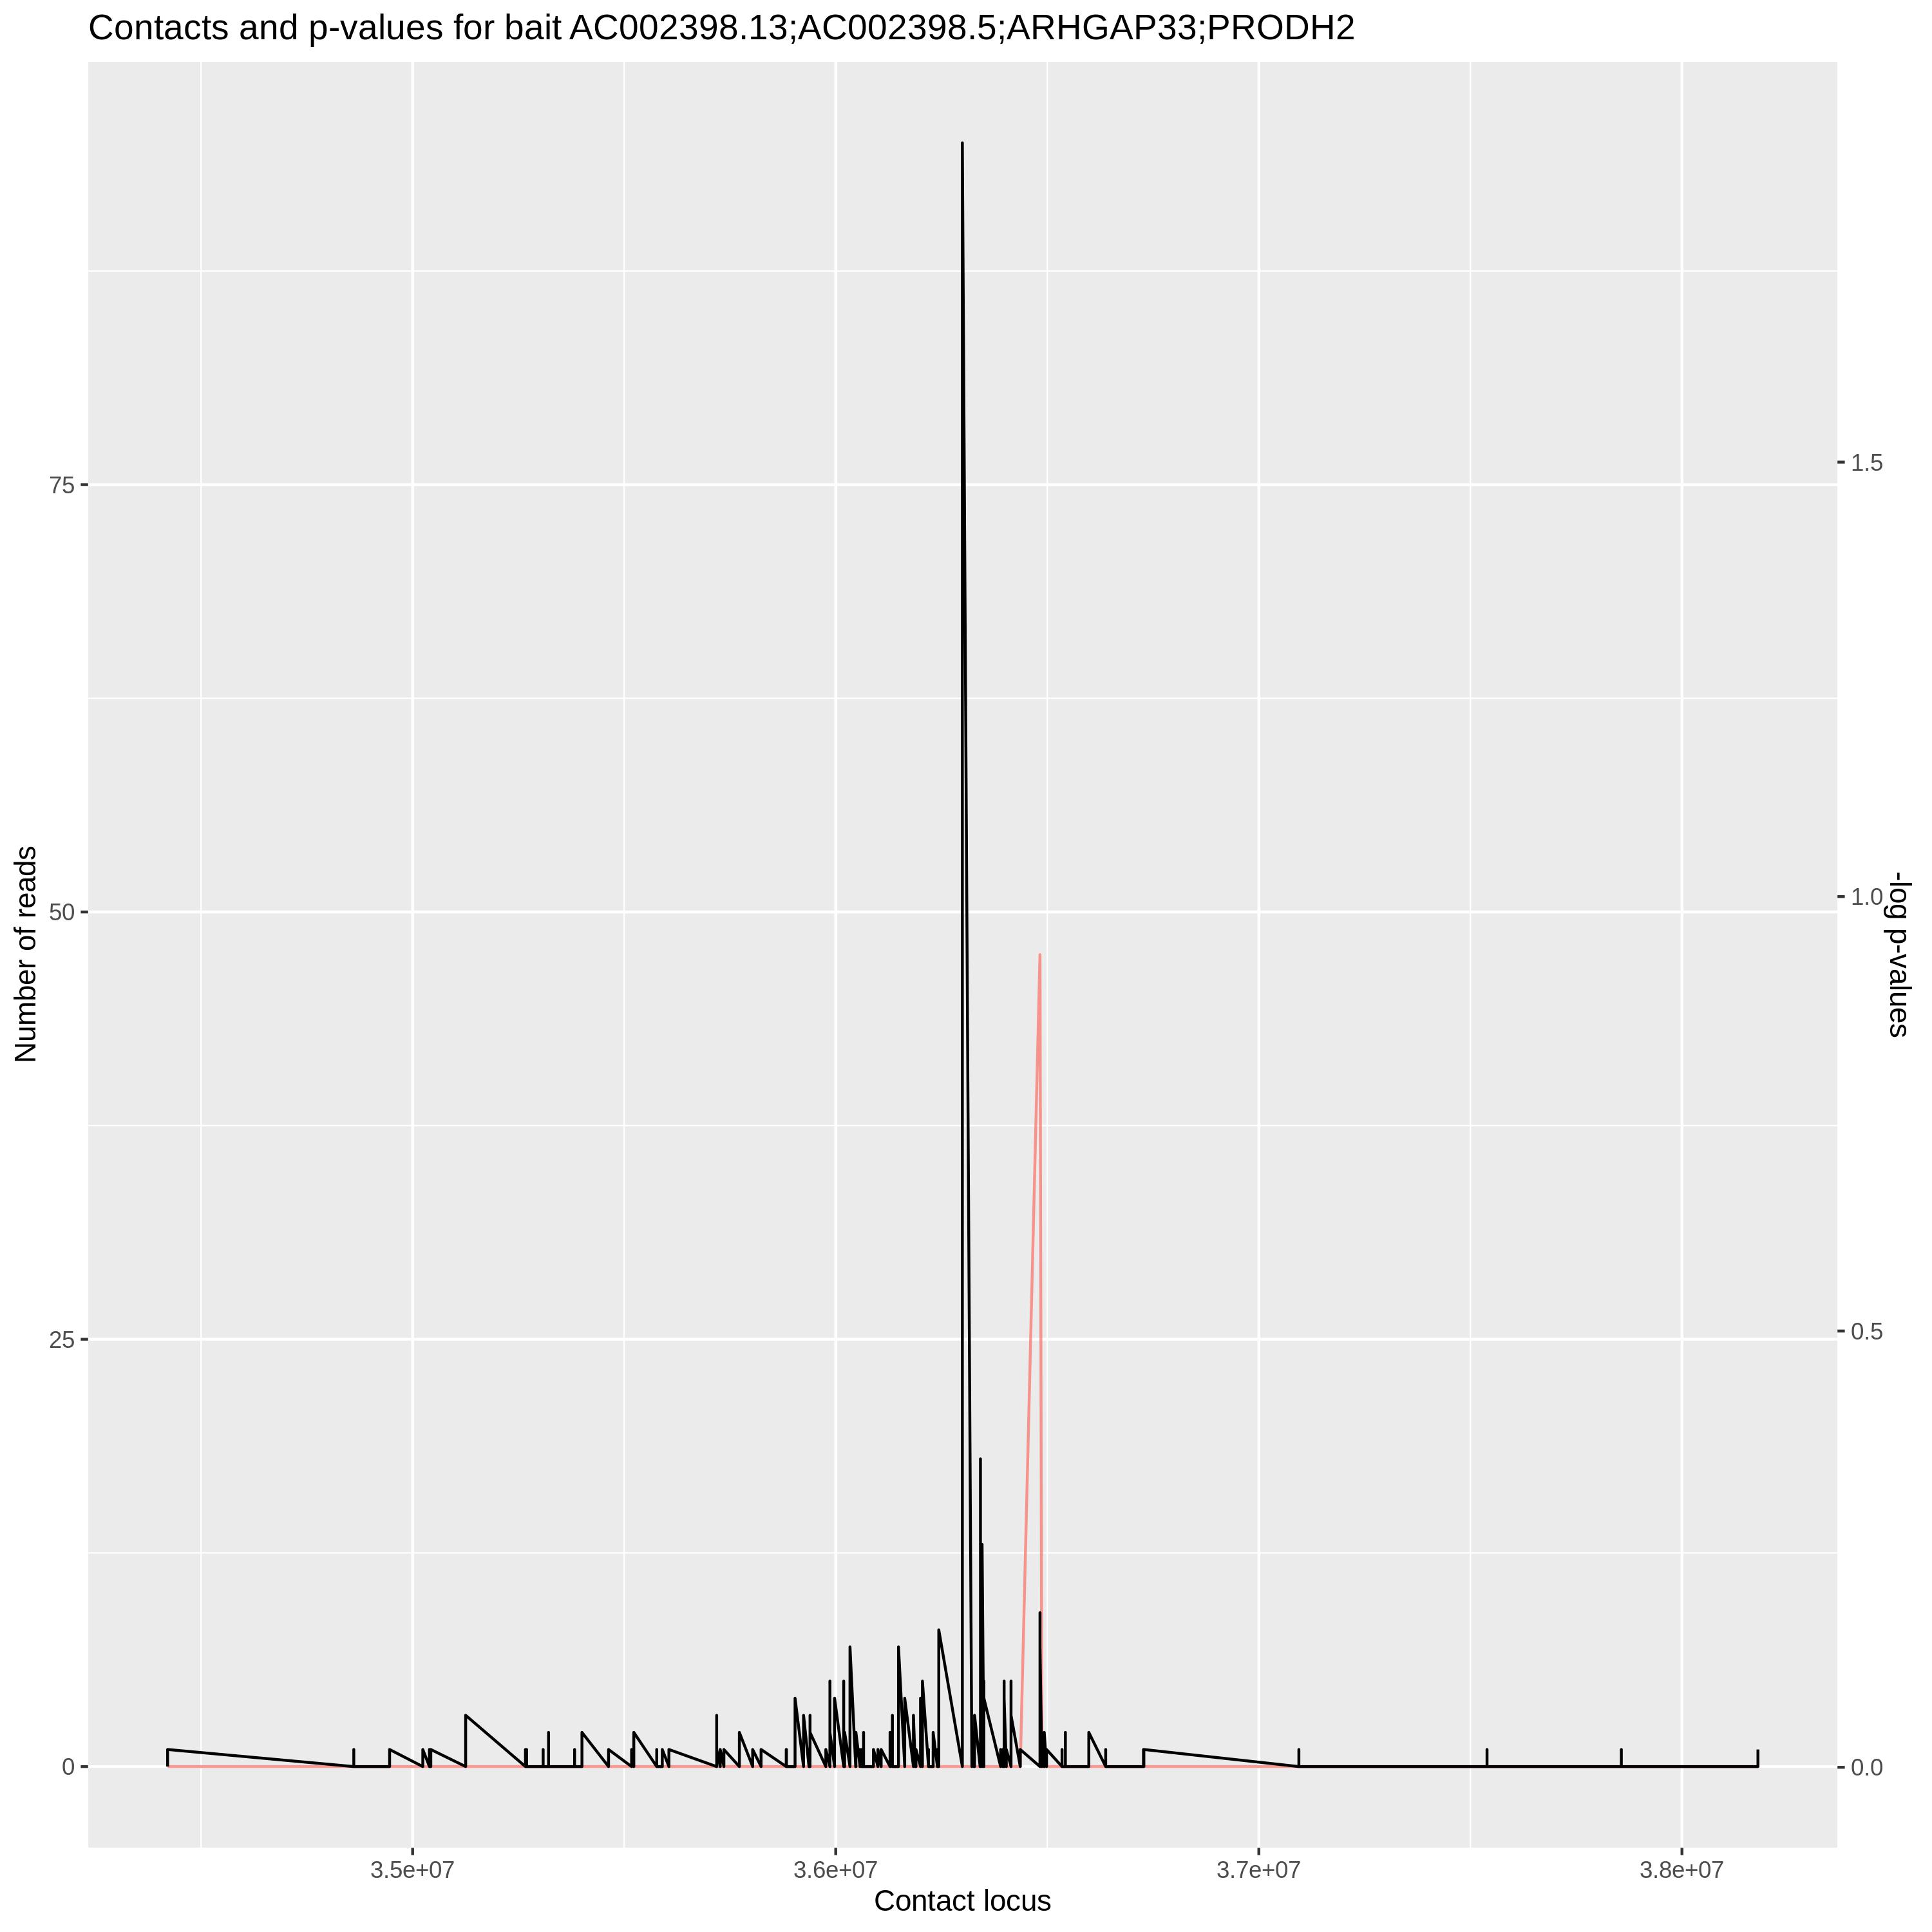 Contacts and p-values for bait AC002398.13;AC002398.5;ARHGAP33;PRODH2
Number of reads
75
50
25
0
1.5
1.0
0.5
0.0
-log p-values
3.5e+07 3.6e+07 3.7e+07 3.8e+07
Contact locus